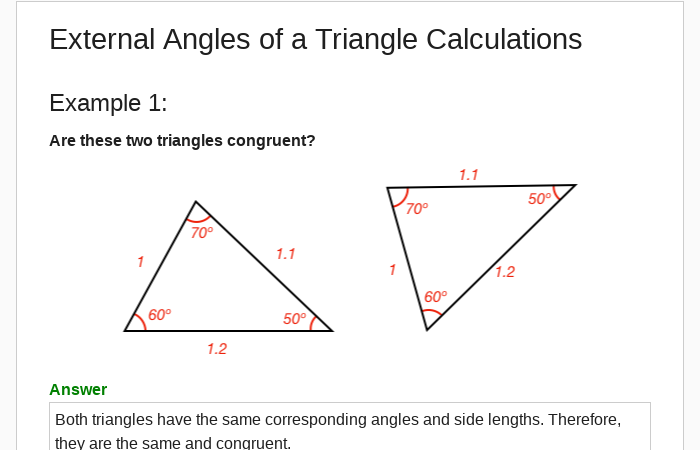 External Angles of a Triangle Calculations
Example 1:
Are these two triangles congruent?
1.1
70°
50°
70°
1.1
1
1
1.2
60°
60°
50°
1.2
Answer
Both triangles have the same corresponding angles and side lengths. Therefore,
they are the same and congruent.